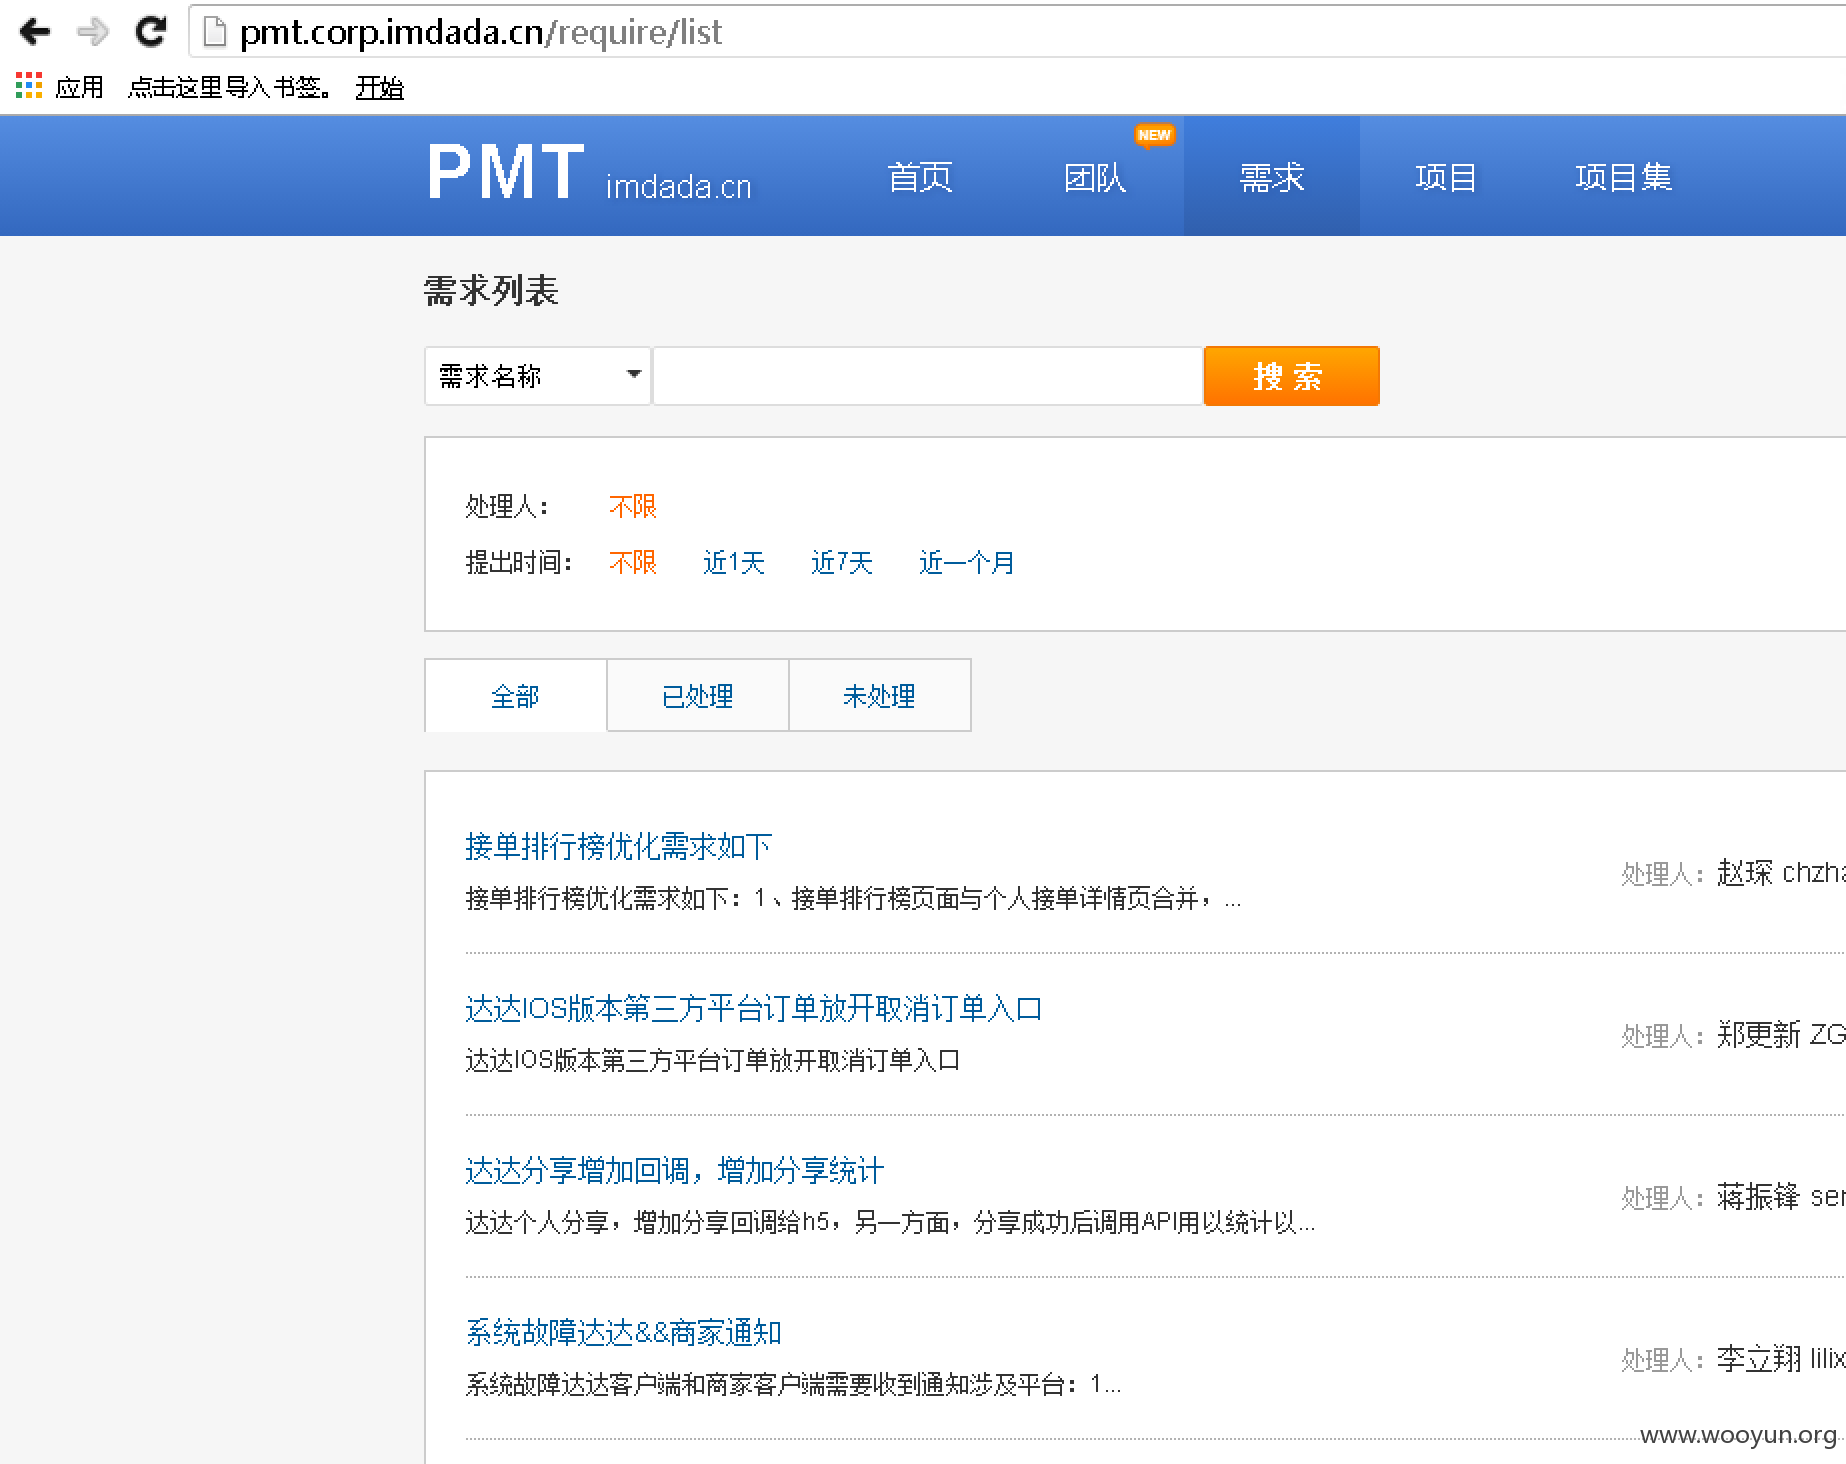 pmt.corp.imdada.cn/require/list
应用 点击这里导入书签。 开始
PMT imdada.cn 首页 团队 NEW 需求 项目 项目集
需求列表
需求名称 搜 索
处理人： 不限
提出时间： 不限 近1天 近7天 近一个月
全部 已处理 未处理
接单排行榜优化需求如下
接单排行榜优化需求如下：1、接单排行榜页面与个人接单详情页合并，...
处理人：赵琛 chzha
达达IOS版本第三方平台订单放开取消订单入口
达达IOS版本第三方平台订单放开取消订单入口
处理人：郑更新 ZG
达达分享增加回调，增加分享统计
达达个人分享，增加分享回调给h5，另一方面，分享成功后调用API用以统计以...
处理人：蒋振锋 ser
系统故障达达&&商家通知
系统故障达达客户端和商家客户端需要收到通知涉及平台：1...
处理人：李立翔 lilix
www.wooyun.org